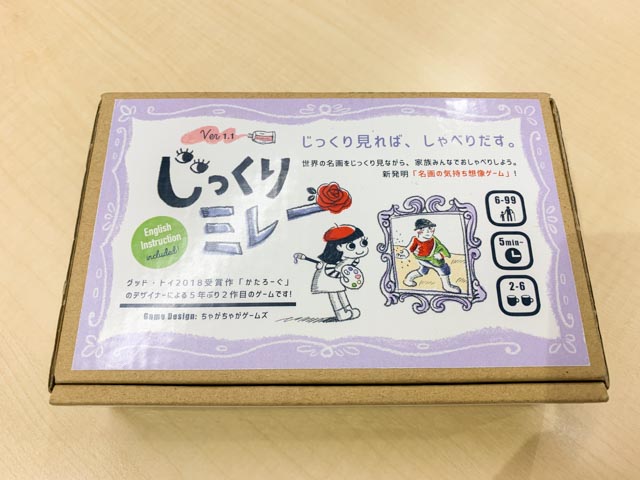 Ver 1.1
じっくり
ミレー
English
Instruction
included!
じっくり見れば、しゃべりだす。
世界の名画をじっくり見ながら、家族みんなでおしゃべりしよう。
新発明「名画の気持ち想像ゲーム」!
6-99
5min~
2-6
グッド・トイ2018受賞作「かたろーぐ」
のデザイナーによる5年ぶり2作目のゲームです!
Game Design: ちゃがちゃがゲームズ